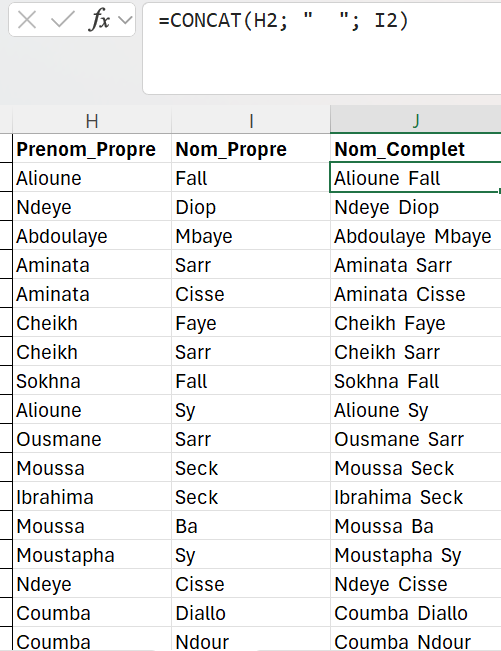 fx =CONCAT(H2; "  "; I2)
H I J
Prenom_Propre Nom_Propre Nom_Complet
Alioune Fall Alioune  Fall
Ndeye Diop Ndeye  Diop
Abdoulaye Mbaye Abdoulaye  Mbaye
Aminata Sarr Aminata  Sarr
Aminata Cisse Aminata  Cisse
Cheikh Faye Cheikh  Faye
Cheikh Sarr Cheikh  Sarr
Sokhna Fall Sokhna  Fall
Alioune Sy Alioune  Sy
Ousmane Sarr Ousmane  Sarr
Moussa Seck Moussa  Seck
Ibrahima Seck Ibrahima  Seck
Moussa Ba Moussa  Ba
Moustapha Sy Moustapha  Sy
Ndeye Cisse Ndeye  Cisse
Coumba Diallo Coumba  Diallo
Coumba Ndour Coumba  Ndour